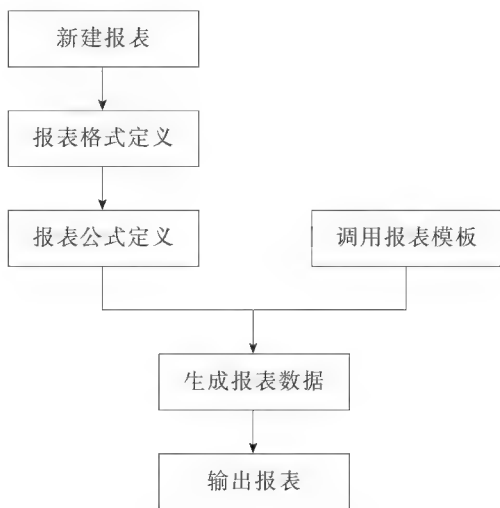 新建报表
报表格式定义
报表公式定义
调用报表模板
生成报表数据
输出报表